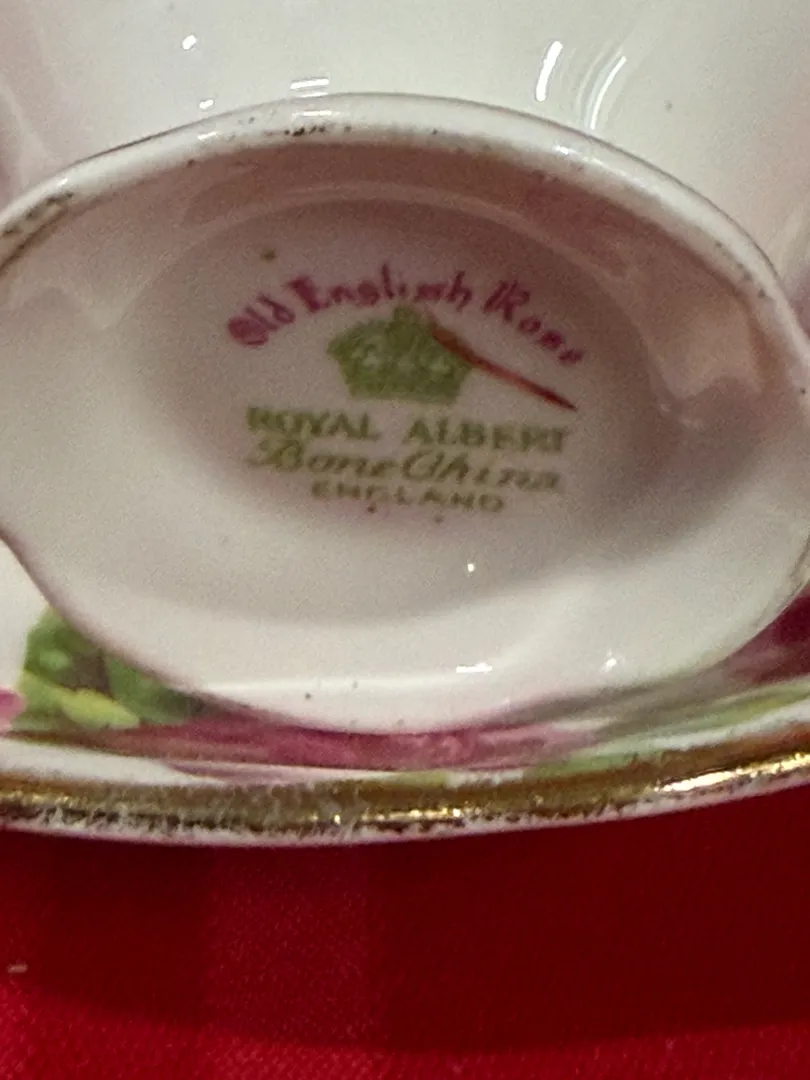 Old English Rose
ROYAL ALBERT
Bone China
ENGLAND